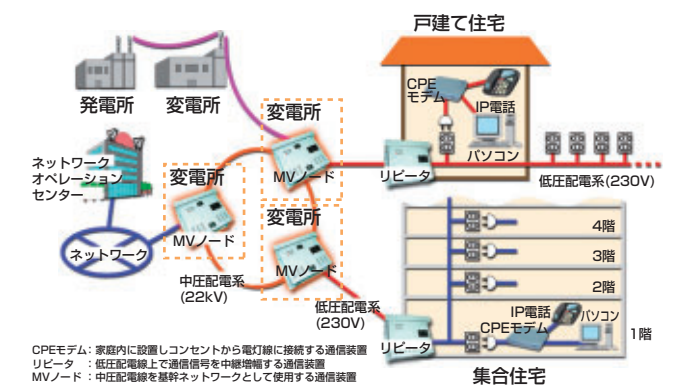 戸建て住宅
発電所
変電所
CPE
モデム
IP電話
パソコン
変電所
MVノード
リピータ
低圧配電系(230V)
ネットワーク
オペレーション
センター
変電所
MVノード
ネットワーク
変電所
MVノード
中圧配電系
(22kV)
低圧配電系
(230V)
4階
3階
2階
IP電話
パソコン
CPEモデム
1階
リピータ
集合住宅
CPEモデム:家庭内に設置しコンセントから電灯線に接続する通信装置
リピータ :低圧配電線上で通信信号を中継増幅する通信装置
MVノード :中圧配電線を基幹ネットワークとして使用する通信装置